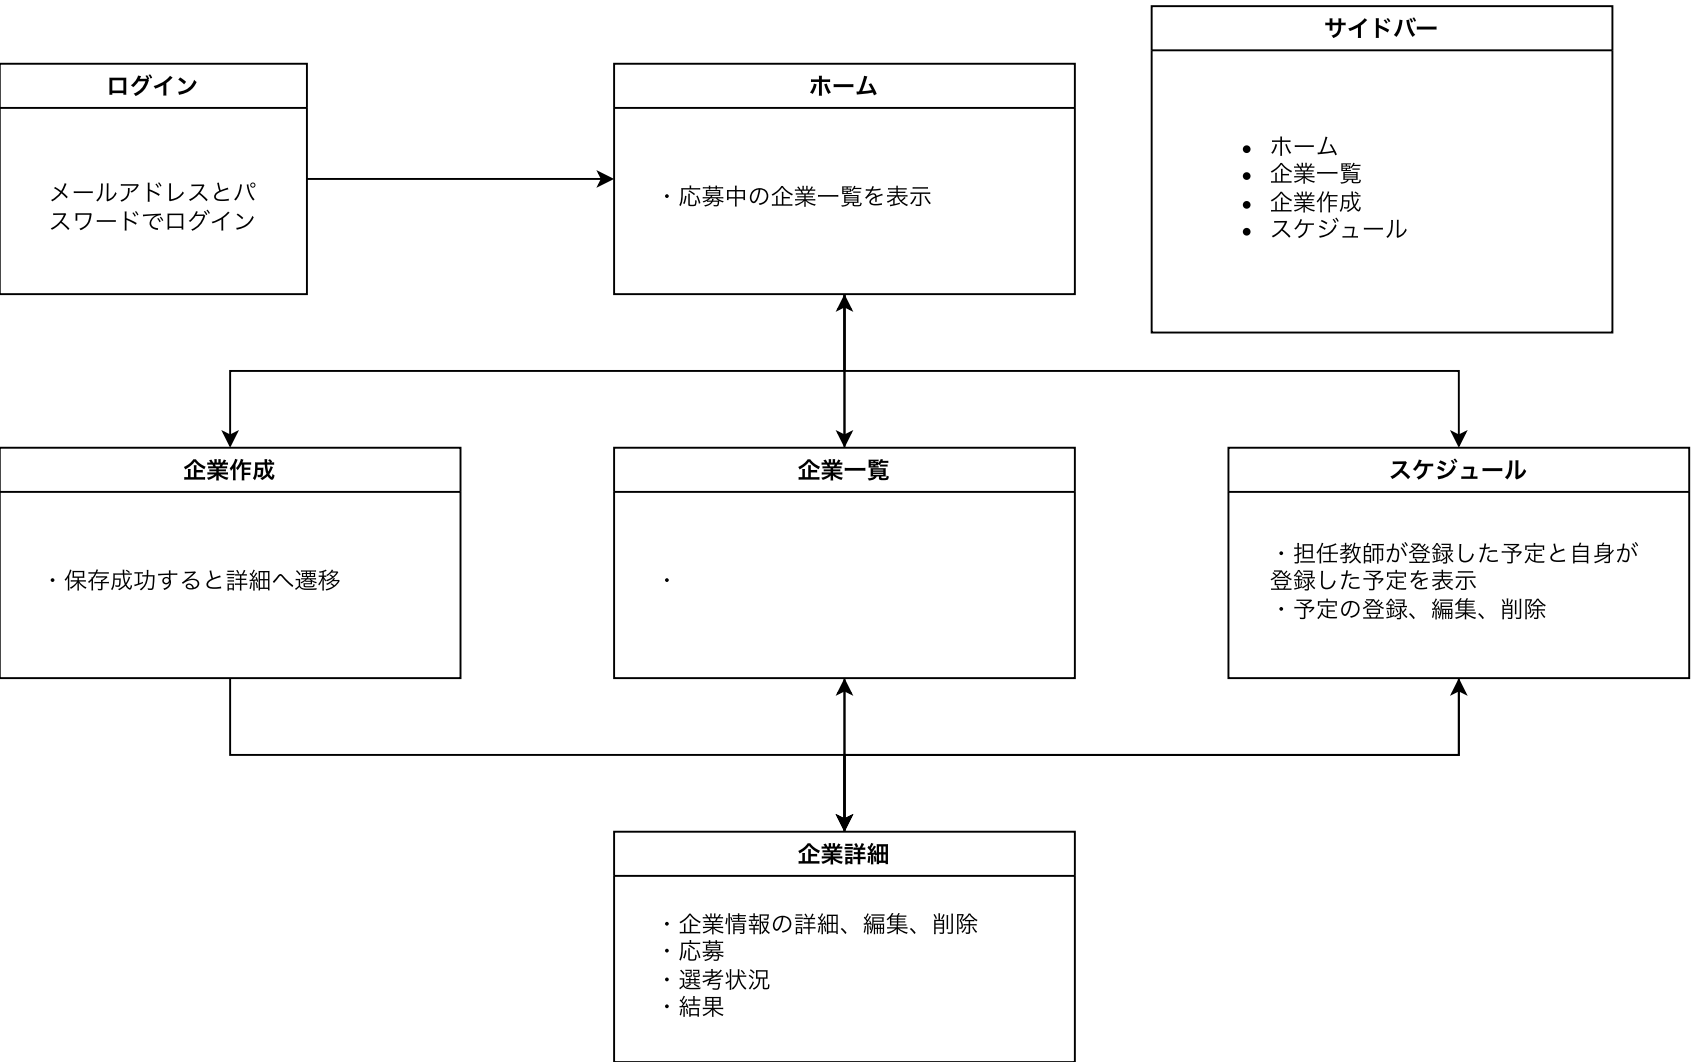 サイドバー
ログイン
ホーム
メールアドレスとパ
スワードでログイン
・応募中の企業一覧を表示
• ホーム
• 企業一覧
• 企業作成
• スケジュール
企業作成
企業一覧
スケジュール
・保存成功すると詳細へ遷移
・
・担任教師が登録した予定と自身が
登録した予定を表示
・予定の登録、編集、削除
企業詳細
・企業情報の詳細、編集、削除
・応募
・選考状況
・結果